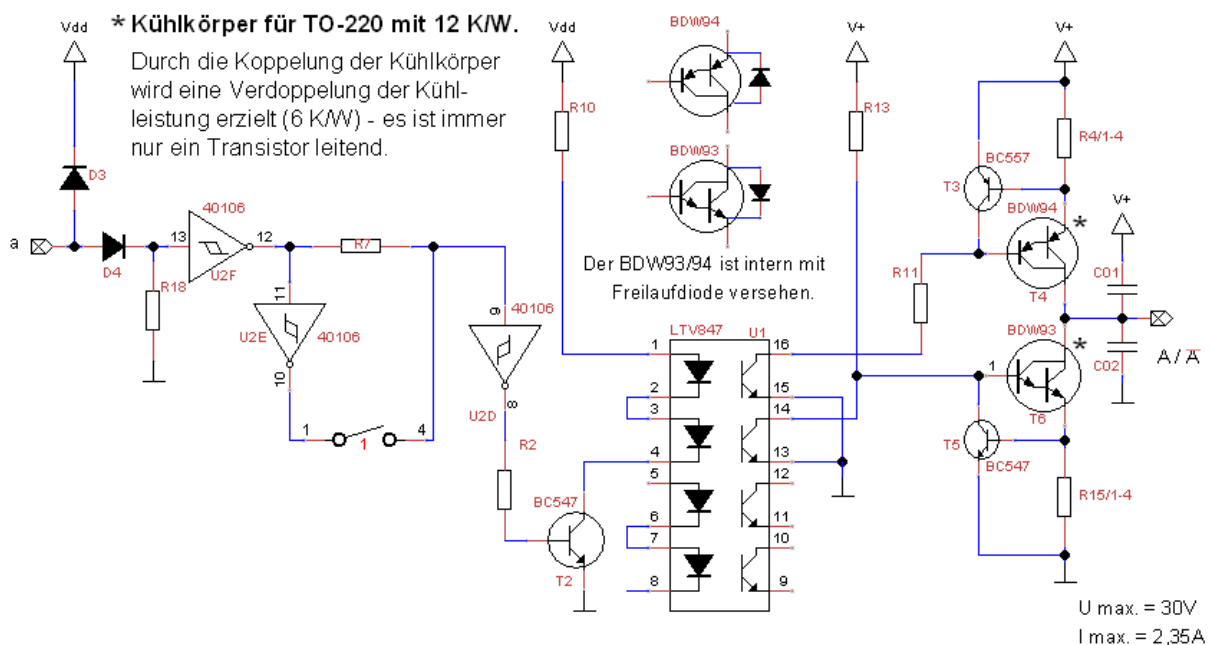 * Kühlkörper für TO-220 mit 12 K/W.
Durch die Koppelung der Kühlkörper
wird eine Verdoppelung der Kühl-
leistung erzielt (6 K/W) - es ist immer
nur ein Transistor leitend.
Vdd
D3
a
D4
R18
13
40106
12
U2F
R7
11
U2E
40106
10
1
1
4
9
40106
U2D
8
R2
BC547
T2
Vdd
R10
BDW94
BDW93
Der BDW93/94 ist intern mit
Freilaufdiode versehen.
LTV847
U1
1
2
3
4
5
6
7
8
16
15
14
13
12
11
10
9
V+
R13
R11
V+
R4/1-4
BC557
T3
BDW94
*
T4
V+
C01
BDW93
*
1
T6
C02
A / A̅
T5
BC547
R15/1-4
U max. = 30V
I max. = 2,35A